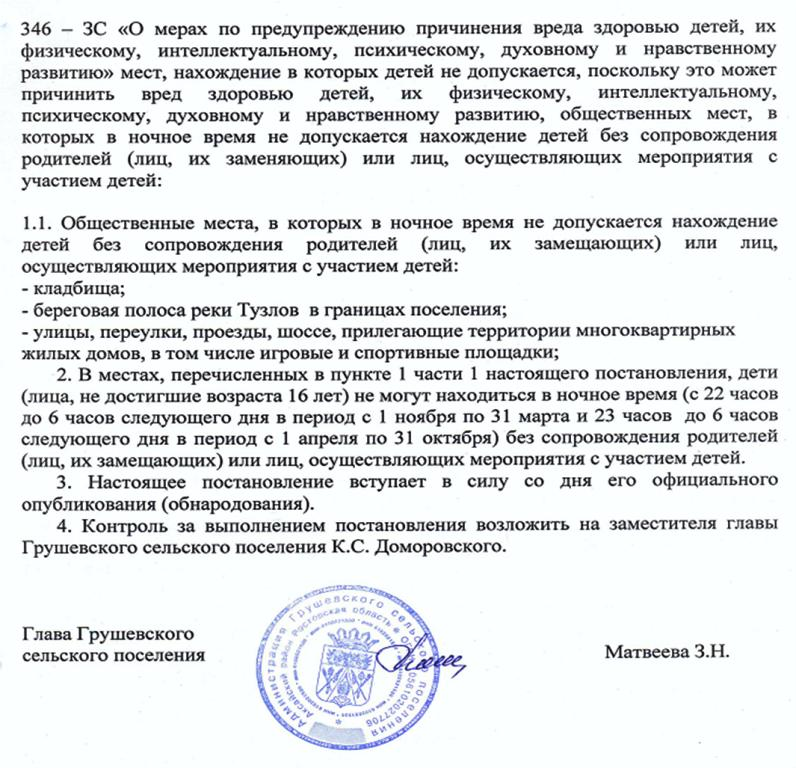 346 – ЗС «О мерах по предупреждению причинения вреда здоровью детей, их
физическому, интеллектуальному, психическому, духовному и нравственному
развитию» мест, нахождение в которых детей не допускается, поскольку это может
причинить вред здоровью детей, их физическому, интеллектуальному,
психическому, духовному и нравственному развитию, общественных мест, в
которых в ночное время не допускается нахождение детей без сопровождения
родителей (лиц, их заменяющих) или лиц, осуществляющих мероприятия с
участием детей:
1.1. Общественные места, в которых в ночное время не допускается нахождение
детей без сопровождения родителей (лиц, их замещающих) или лиц,
осуществляющих мероприятия с участием детей:
- кладбища;
- береговая полоса реки Тузлов в границах поселения;
- улицы, переулки, проезды, шоссе, прилегающие территории многоквартирных
жилых домов, в том числе игровые и спортивные площадки;
2. В местах, перечисленных в пункте 1 части 1 настоящего постановления, дети
(лица, не достигшие возраста 16 лет) не могут находиться в ночное время (с 22 часов
до 6 часов следующего дня в период с 1 ноября по 31 марта и 23 часов до 6 часов
следующего дня в период с 1 апреля по 31 октября) без сопровождения родителей
(лиц, их замещающих) или лиц, осуществляющих мероприятия с участием детей.
3. Настоящее постановление вступает в силу со дня его официального
опубликования (обнародования).
4. Контроль за выполнением постановления возложить на заместителя главы
Грушевского сельского поселения К.С. Доморовского.
Глава Грушевского
сельского поселения
Матвеева З.Н.
Администрация Грушевского сельского поселения
Аксайский район Ростовская область